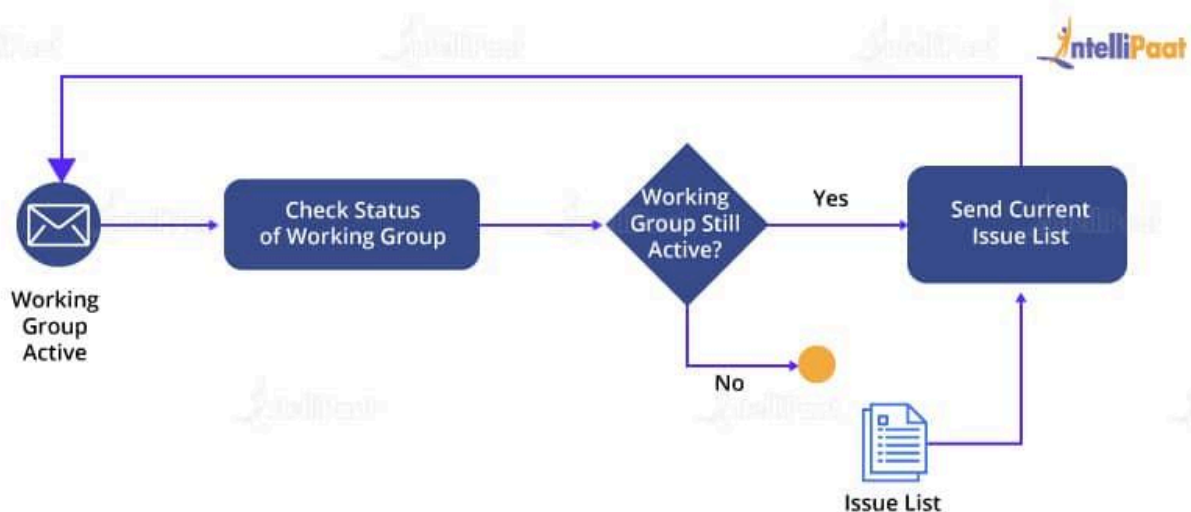 IntelliPaat
Working
Group Still
Active?
Yes
Check Status
of Working Group
Send Current
Issue List
Working
Group
Active
No
Issue List